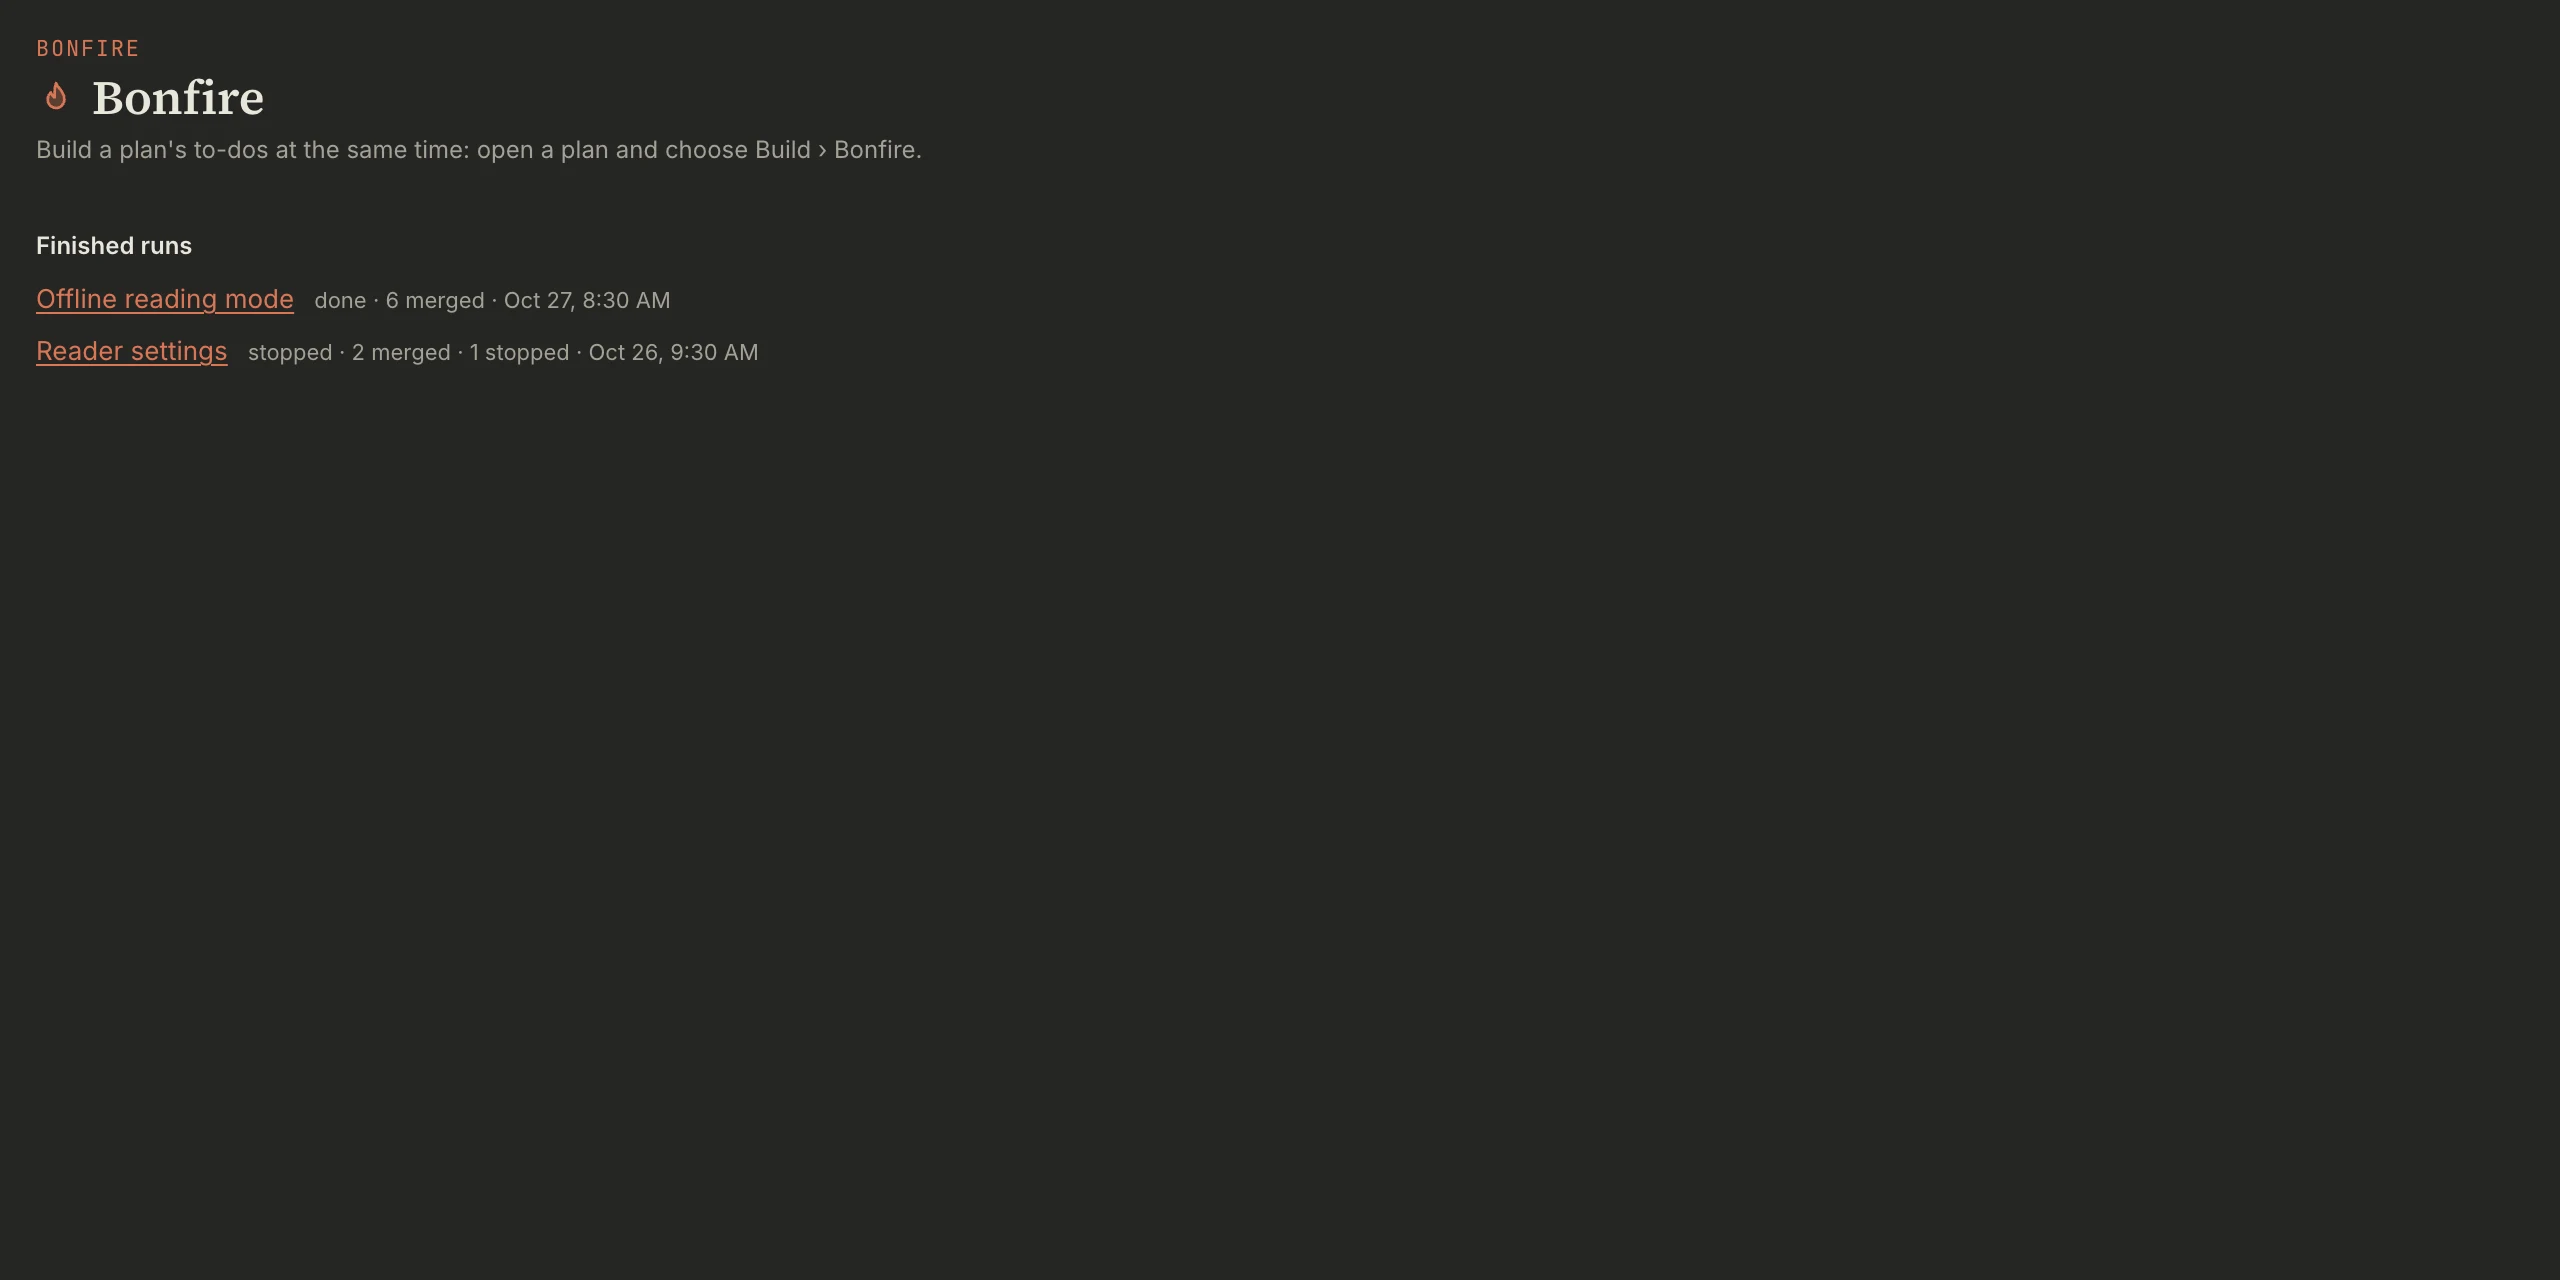 BONFIRE
Bonfire
Build a plan's to-dos at the same time: open a plan and choose Build › Bonfire.
Finished runs
Offline reading mode done · 6 merged · Oct 27, 8:30 AM
Reader settings stopped · 2 merged · 1 stopped · Oct 26, 9:30 AM